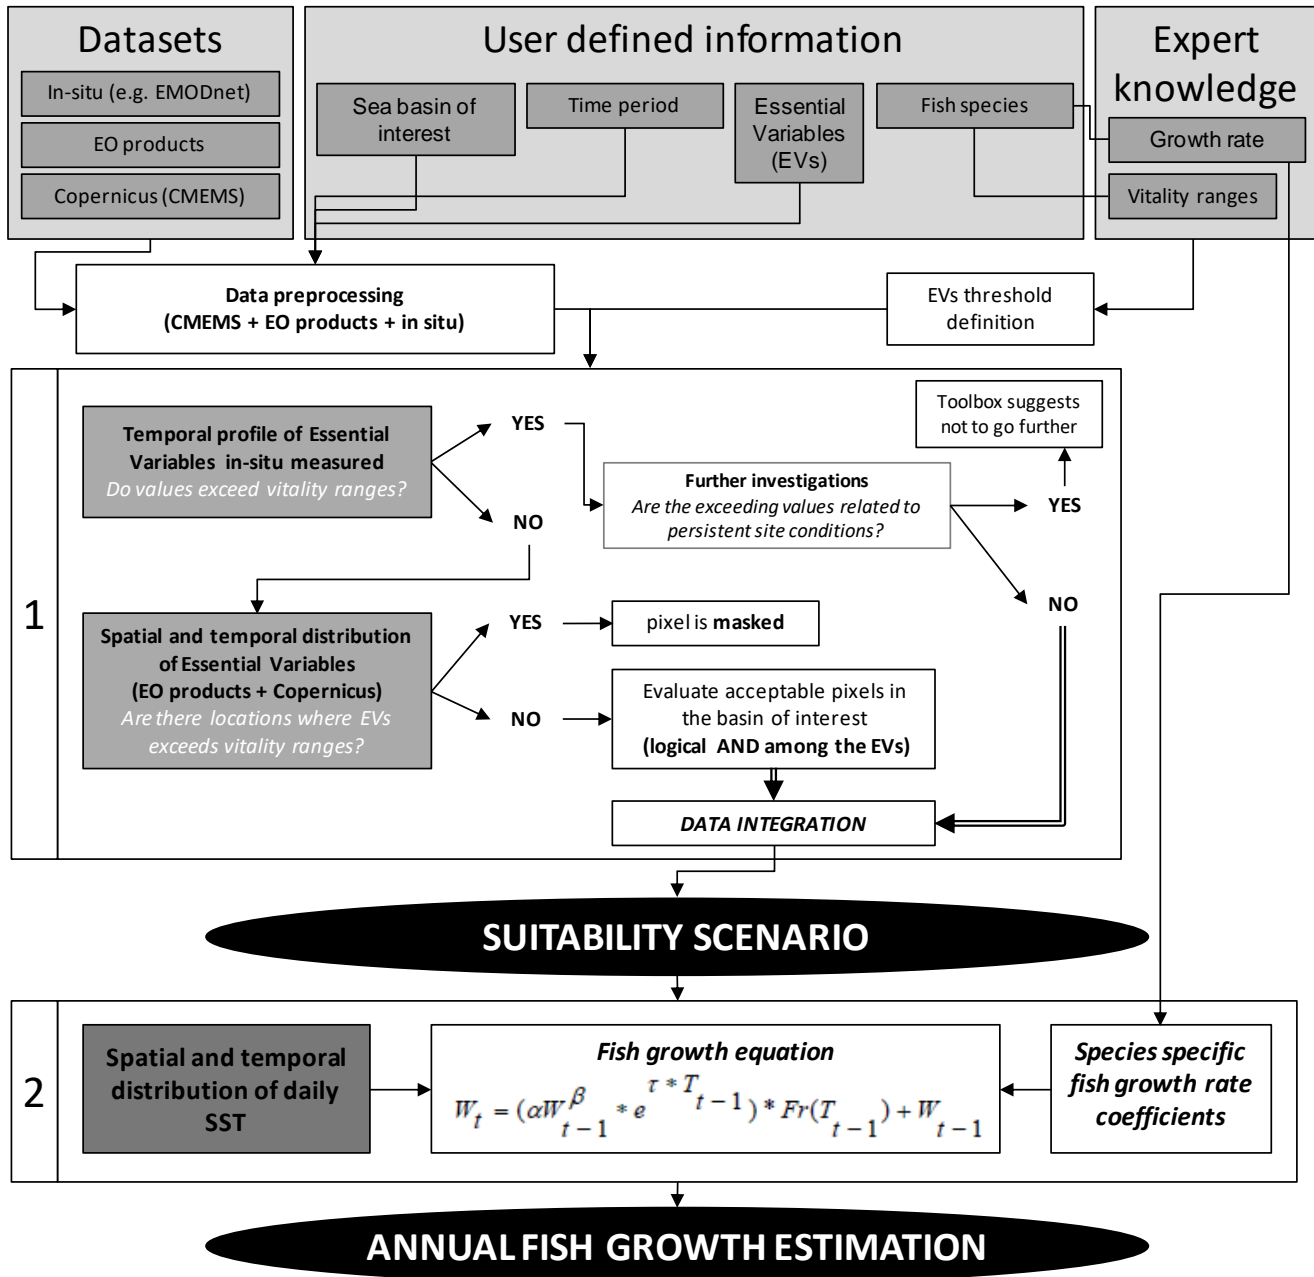 Datasets
In-situ (e.g. EMODnet)
EO products
Copernicus (CMEMS)
User defined information
Sea basin of
interest
Time period
Essential
Variables
(EVs)
Fish species
Expert
knowledge
Growth rate
Vitality ranges
Data preprocessing
(CMEMS + EO products + in situ)
EVs threshold
definition
1
Temporal profile of Essential
Variables in-situ measured
Do values exceed vitality ranges?
YES
NO
Further investigations
Are the exceeding values related to
persistent site conditions?
Toolbox suggests
not to go further
YES
NO
Spatial and temporal distribution
of Essential Variables
(EO products + Copernicus)
Are there locations where EVs
exceeds vitality ranges?
YES
pixel is masked
NO
Evaluate acceptable pixels in
the basin of interest
(logical AND among the EVs)
DATA INTEGRATION
SUITABILITY SCENARIO
2
Spatial and temporal
distribution of daily
SST
Fish growth equation
W_t = (αW_{t-1}^β * e^{τ * T_{t-1}}) * Fr(T_{t-1}) + W_{t-1}
Species specific
fish growth rate
coefficients
ANNUAL FISH GROWTH ESTIMATION